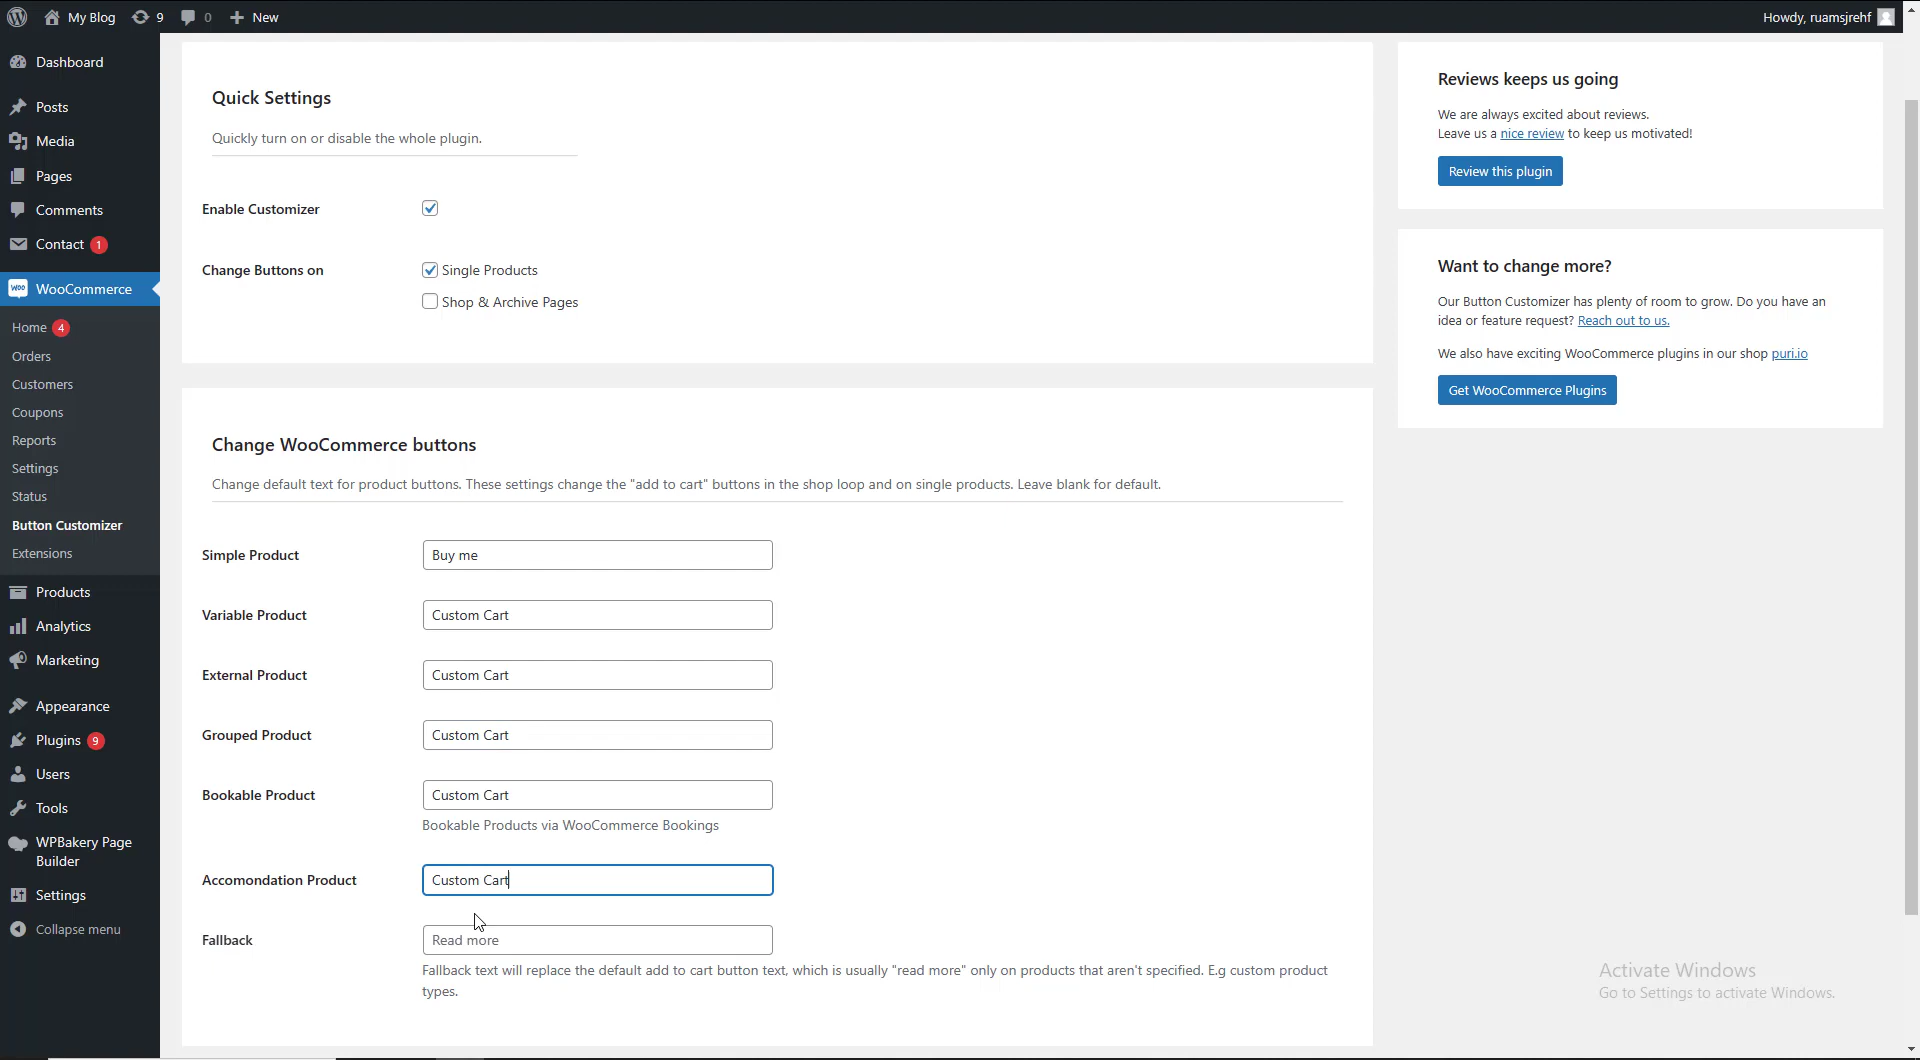 My Blog 9 0 New Howdy, ruamsjrehf
Dashboard
Posts
Media
Pages
Comments
Contact 1
WooCommerce
Home 4
Orders
Customers
Coupons
Reports
Settings
Status
Button Customizer
Extensions
Products
Analytics
Marketing
Appearance
Plugins 9
Users
Tools
WPBakery Page
Builder
Settings
Collapse menu
Quick Settings
Quickly turn on or disable the whole plugin.
Enable Customizer
Change Buttons on Single Products
Shop & Archive Pages
Change WooCommerce buttons
Change default text for product buttons. These settings change the "add to cart" buttons in the shop loop and on single products. Leave blank for default.
Simple Product Buy me
Variable Product Custom Cart
External Product Custom Cart
Grouped Product Custom Cart
Bookable Product Custom Cart
Bookable Products via WooCommerce Bookings
Accomondation Product Custom Cart
Fallback Read more
Fallback text will replace the default add to cart button text, which is usually "read more" only on products that aren't specified. E.g custom product
types.
Reviews keeps us going
We are always excited about reviews.
Leave us a nice review to keep us motivated!
Review this plugin
Want to change more?
Our Button Customizer has plenty of room to grow. Do you have an
idea or feature request? Reach out to us.
We also have exciting WooCommerce plugins in our shop puri.io
Get WooCommerce Plugins
Activate Windows
Go to Settings to activate Windows.